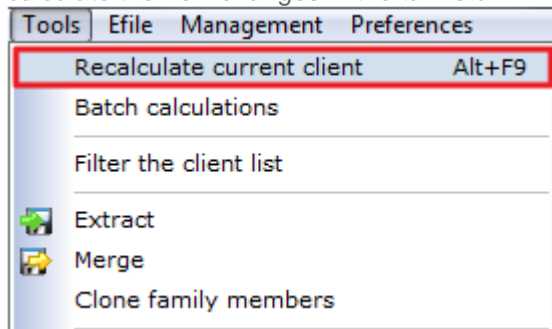 Tools Efile Management Preferences
Recalculate current client Alt+F9
Batch calculations
Filter the client list
Extract
Merge
Clone family members